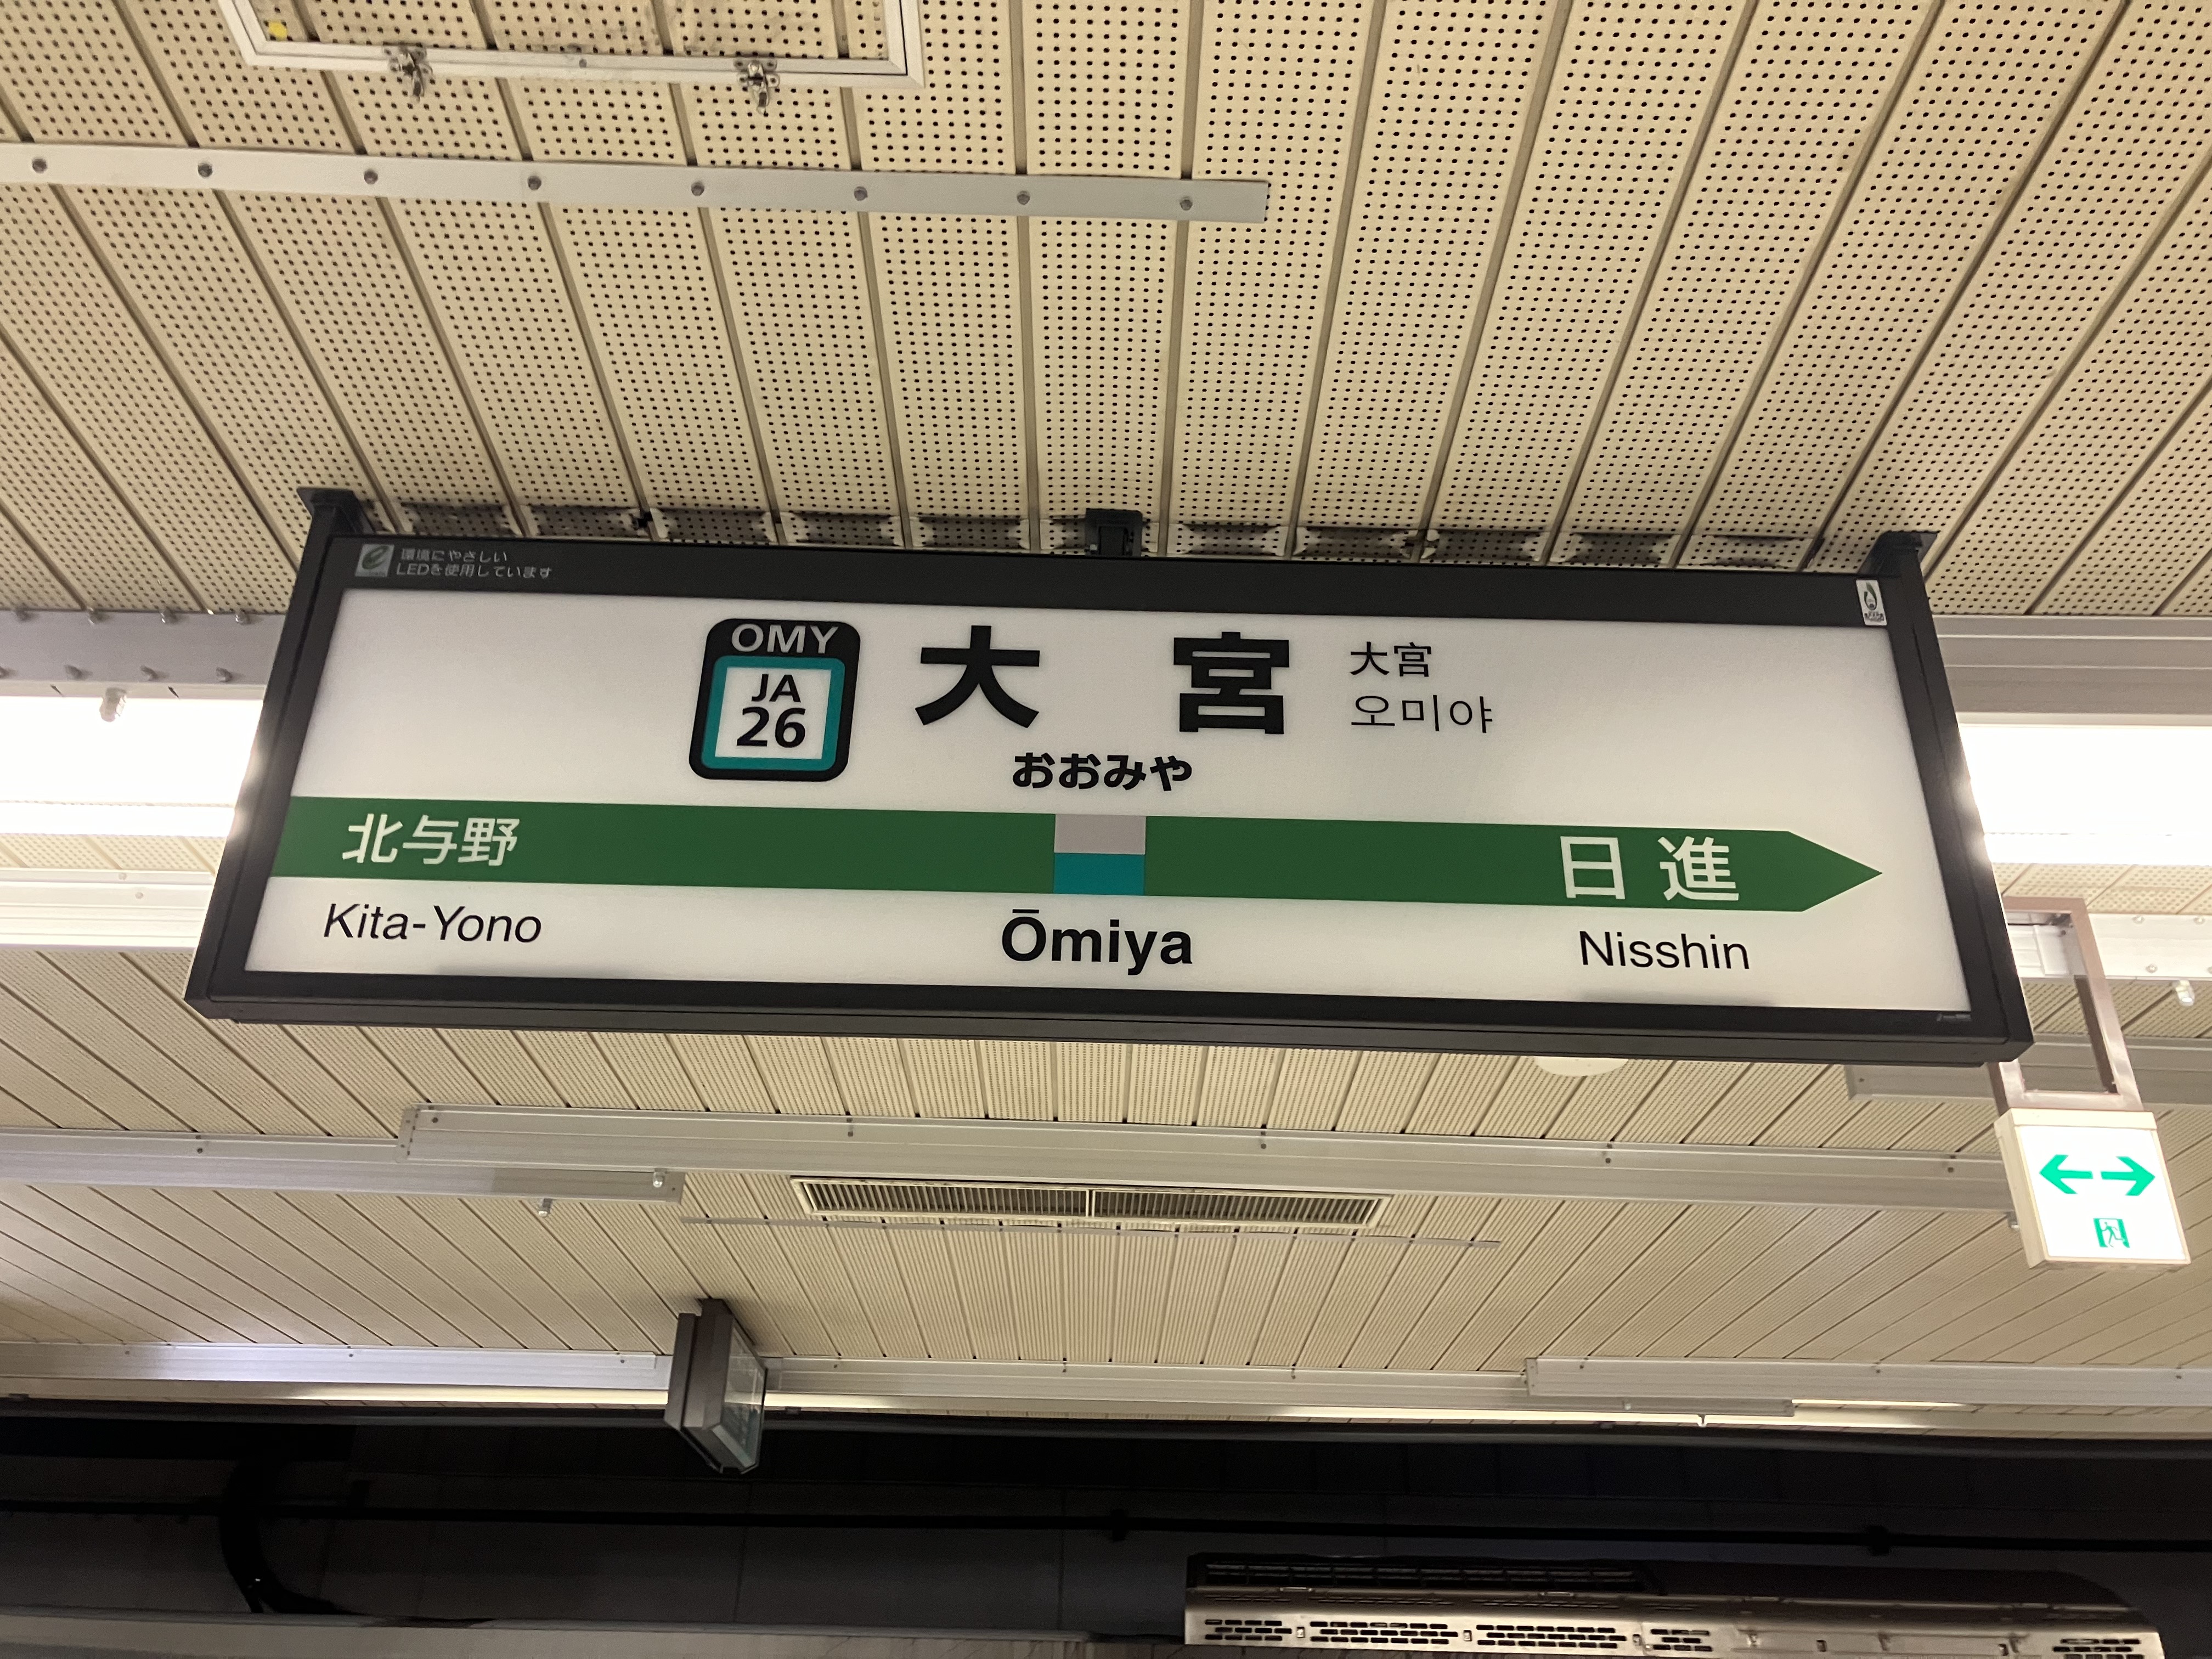 環境にやさしい
LEDを使用しています
OMY
JA
26
大宮
大宫
오미야
おおみや
北与野
日進
Kita-Yono
Ōmiya
Nisshin